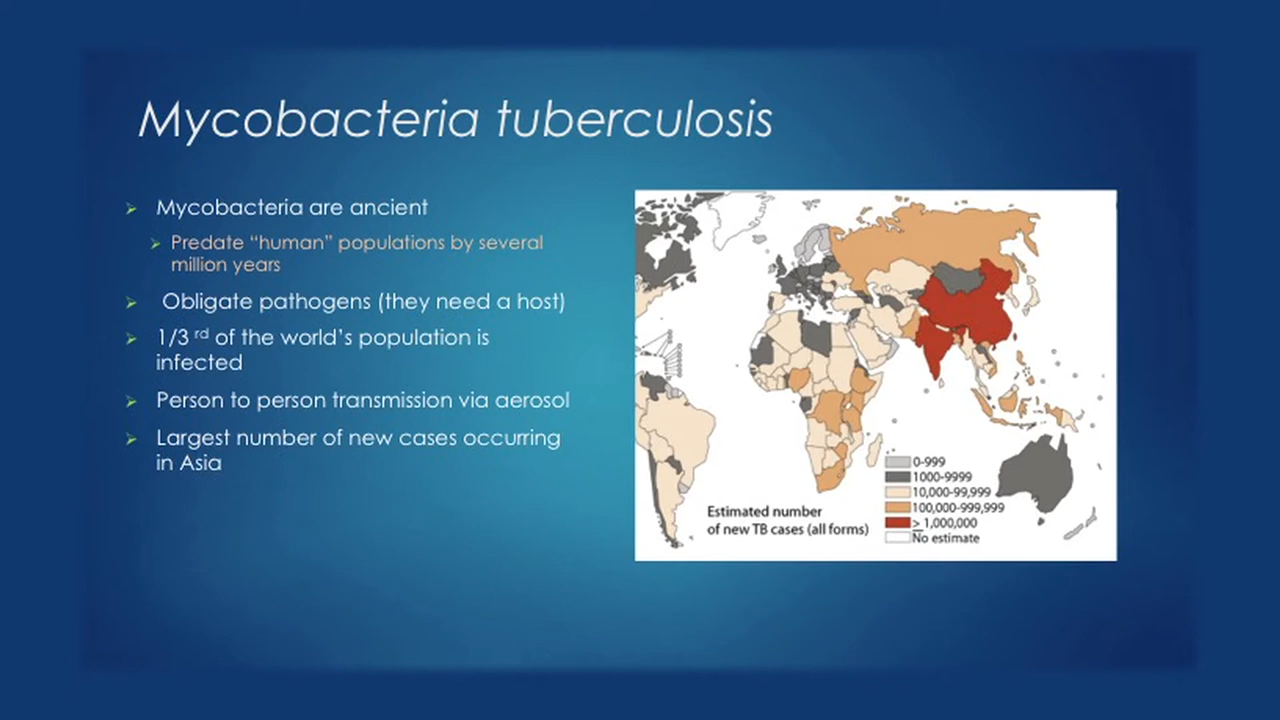 Mycobacteria tuberculosis
Mycobacteria are ancient
Predate “human” populations by several
million years
Obligate pathogens (they need a host)
1/3 rd of the world’s population is
infected
Person to person transmission via aerosol
Largest number of new cases occurring
in Asia
Estimated number
of new TB cases (all forms)
0-999
1000-9999
10,000-99,999
100,000-999,999
≥ 1,000,000
No estimate